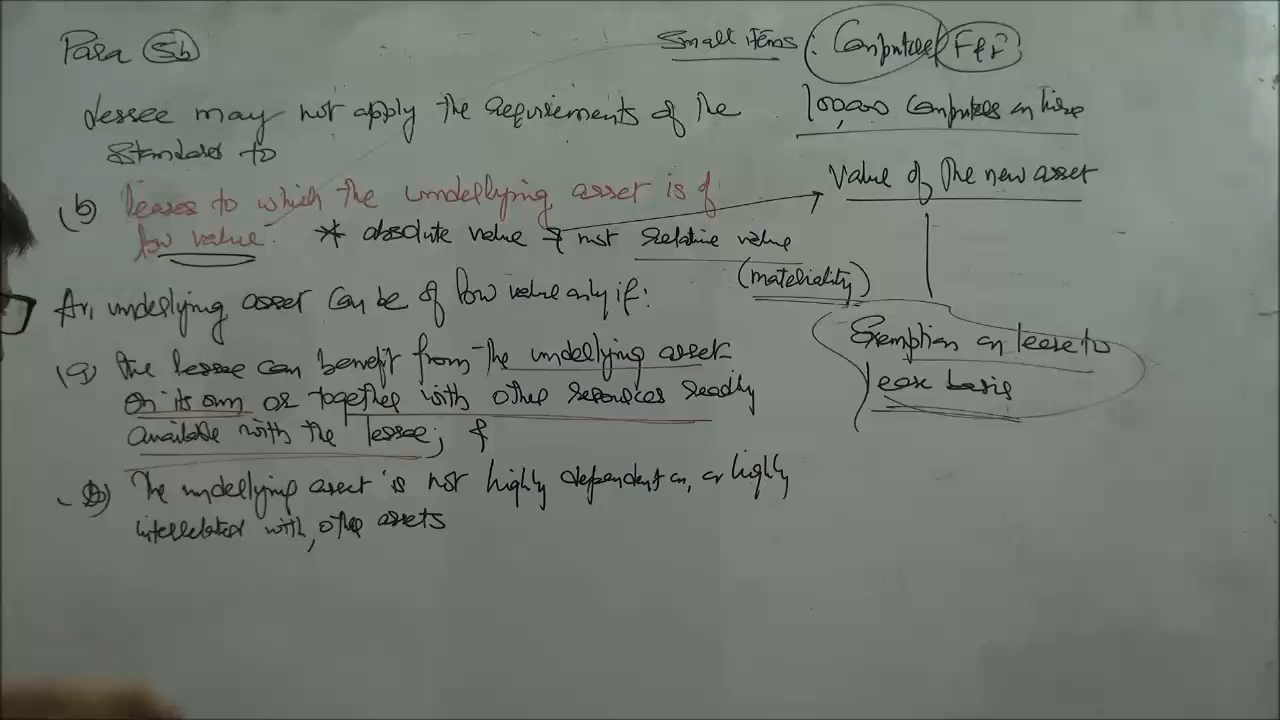 Para 5b
Lessee may not apply the requirements of the
Standards to
(b) leases to which the underlying asset is of
low value. * absolute value & not relative value
(materiality)
An underlying asset can be of low value only if:
(a) the lessee can benefit from the underlying asset
on its own or together with other resources readily
available with the lessee; &
(b) The underlying asset is not highly dependent on, or highly
interrelated with, other assets
Small items : Computers / F&F
100,000 Computers on hire
Value of the new asset
Exemption on lease to
lease basis